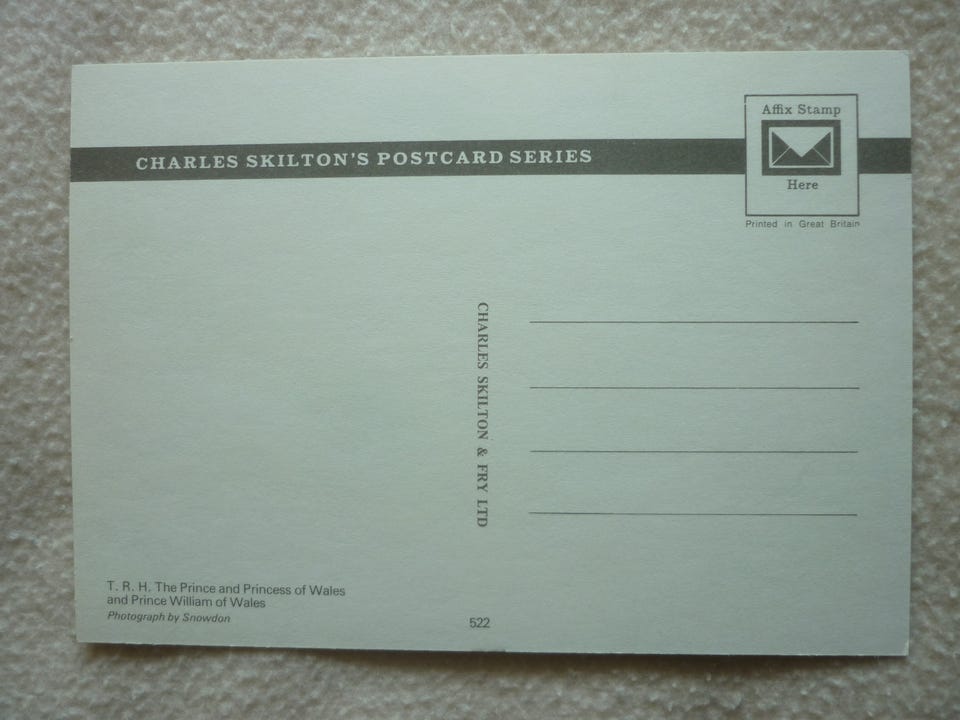 CHARLES SKILTON'S POSTCARD SERIES
Affix Stamp
Here
Printed in Great Britain
CHARLES SKILTON & FRY LTD
T. R. H. The Prince and Princess of Wales
and Prince William of Wales
Photograph by Snowdon
522